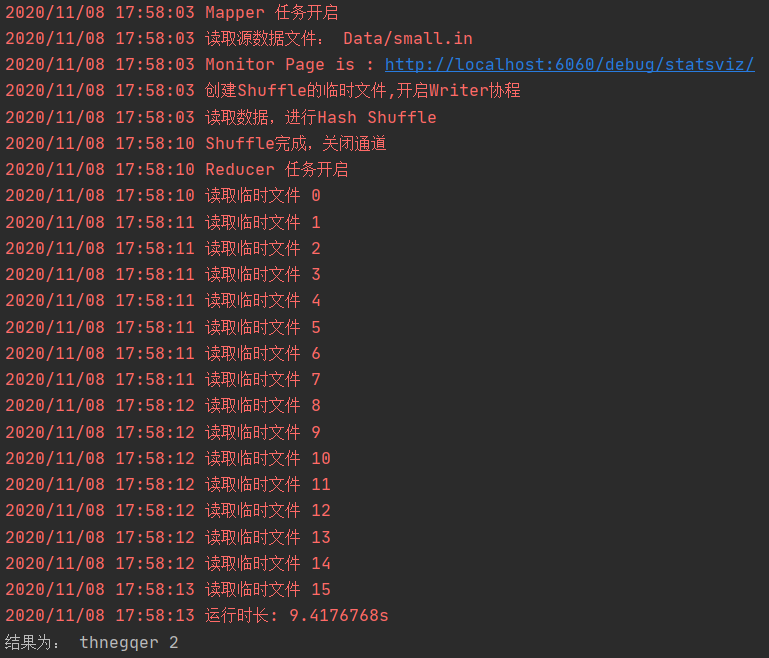 2020/11/08 17:58:03 Mapper 任务开启
2020/11/08 17:58:03 读取源数据文件： Data/small.in
2020/11/08 17:58:03 Monitor Page is : http://localhost:6060/debug/statsviz/
2020/11/08 17:58:03 创建Shuffle的临时文件,开启Writer协程
2020/11/08 17:58:03 读取数据，进行Hash Shuffle
2020/11/08 17:58:10 Shuffle完成，关闭通道
2020/11/08 17:58:10 Reducer 任务开启
2020/11/08 17:58:10 读取临时文件 0
2020/11/08 17:58:11 读取临时文件 1
2020/11/08 17:58:11 读取临时文件 2
2020/11/08 17:58:11 读取临时文件 3
2020/11/08 17:58:11 读取临时文件 4
2020/11/08 17:58:11 读取临时文件 5
2020/11/08 17:58:11 读取临时文件 6
2020/11/08 17:58:11 读取临时文件 7
2020/11/08 17:58:12 读取临时文件 8
2020/11/08 17:58:12 读取临时文件 9
2020/11/08 17:58:12 读取临时文件 10
2020/11/08 17:58:12 读取临时文件 11
2020/11/08 17:58:12 读取临时文件 12
2020/11/08 17:58:12 读取临时文件 13
2020/11/08 17:58:12 读取临时文件 14
2020/11/08 17:58:13 读取临时文件 15
2020/11/08 17:58:13 运行时长: 9.4176768s
结果为： thnegqer 2